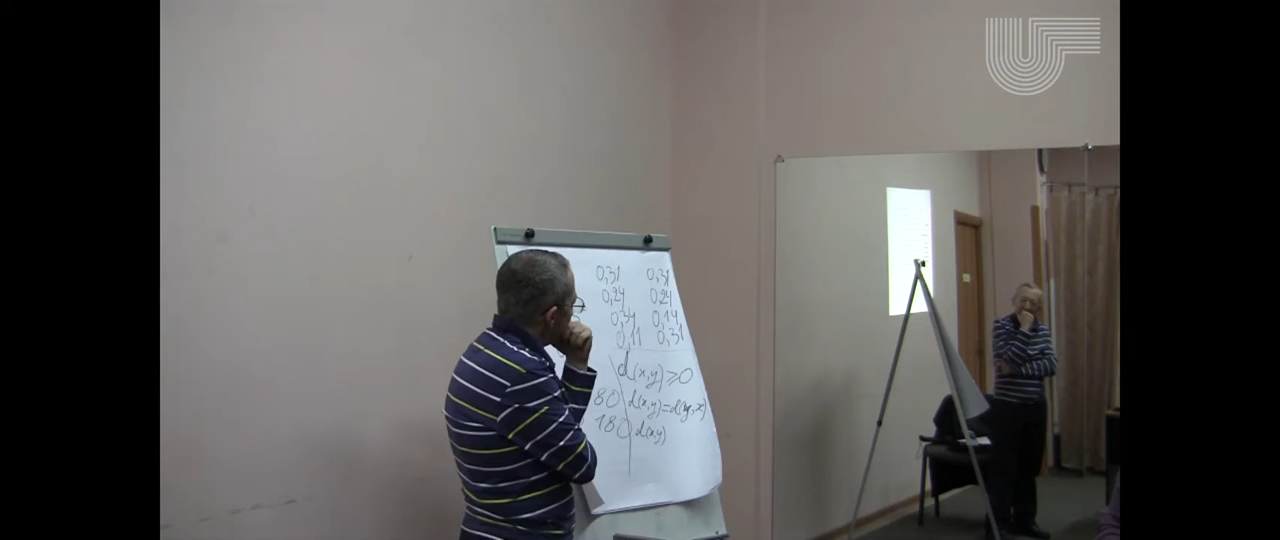 0,31 0,31
0,24 0,24
0,34 0,14
0,11 0,31
d(x,y)≥0
80 d(x,y)=d(y,x)
180 d(x,y)